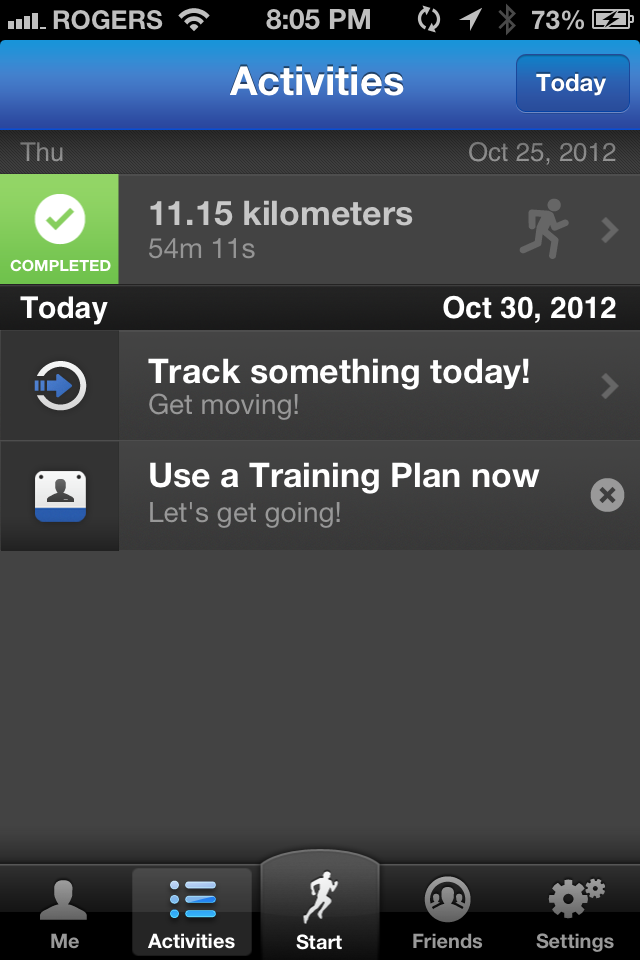 ROGERS 8:05 PM 73%
Activities Today
Thu Oct 25, 2012
11.15 kilometers
54m 11s
COMPLETED
Today Oct 30, 2012
Track something today!
Get moving!
Use a Training Plan now
Let's get going!
Me Activities Start Friends Settings